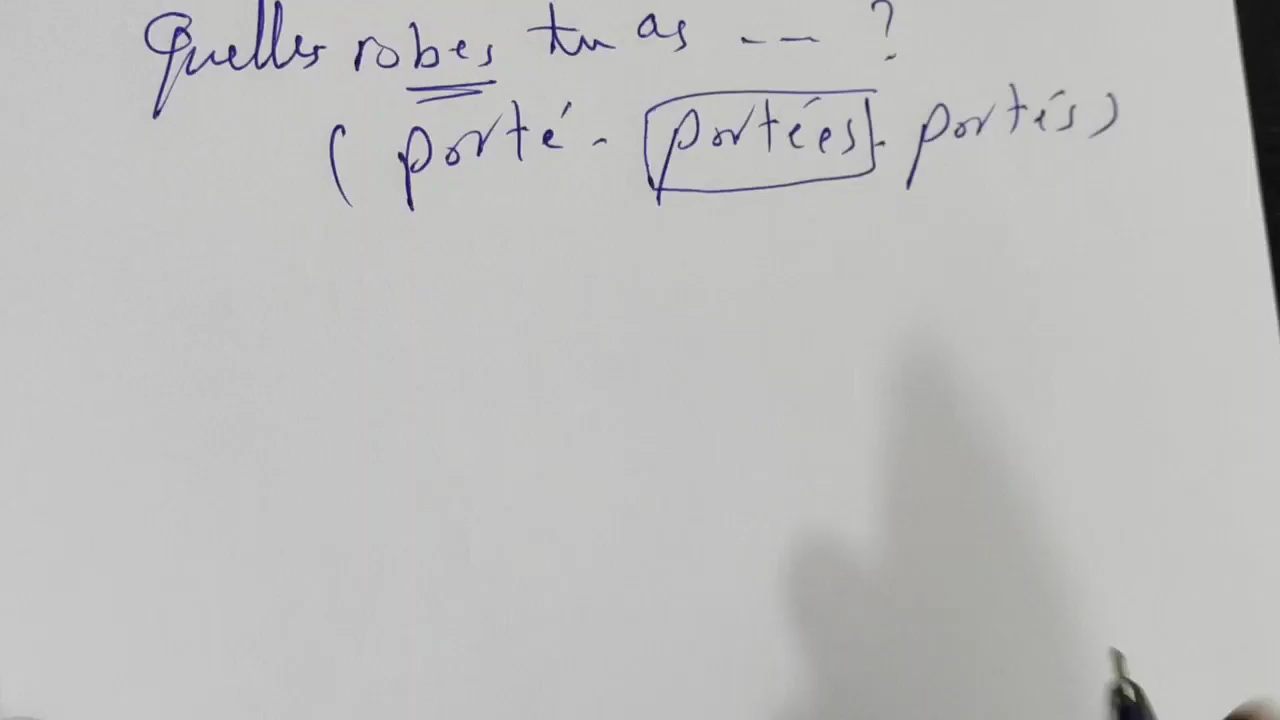 Quelles robes tu as -- ?
( porté - portées - portés )